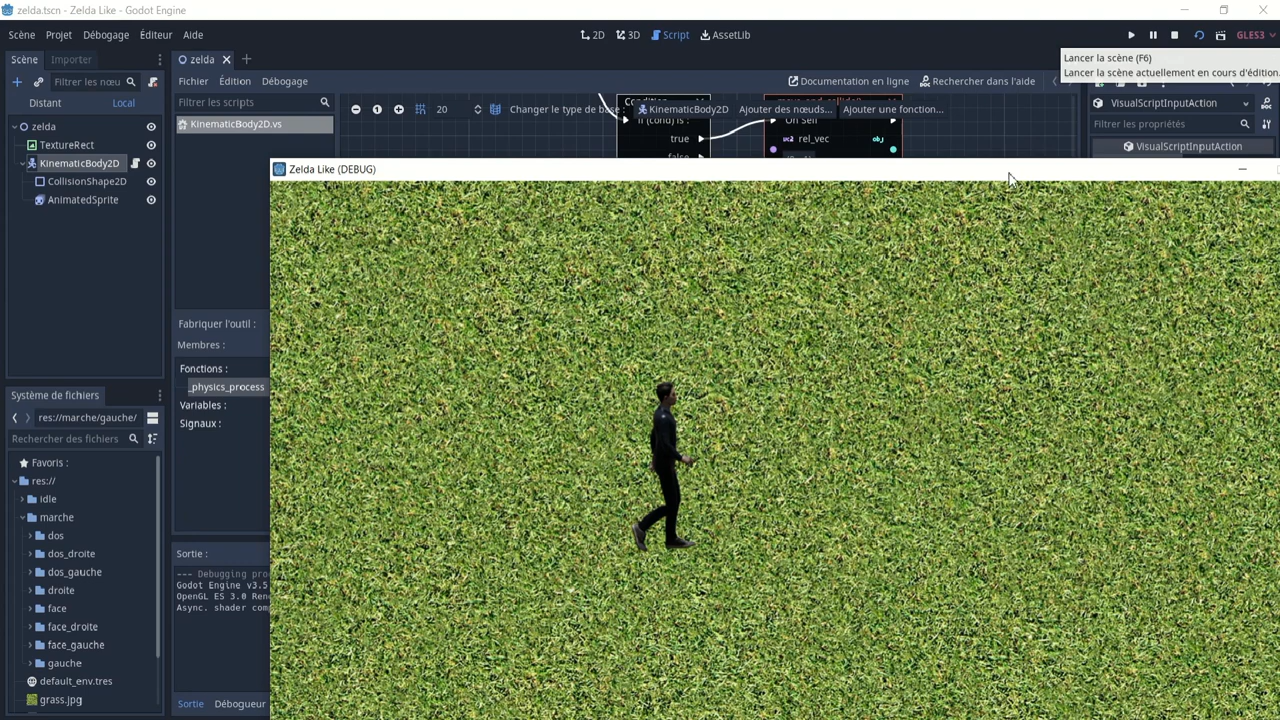 zelda.tscn - Zelda Like - Godot Engine
Scène Projet Débogage Éditeur Aide
2D 3D Script AssetLib
GLES3
Scène Importer
zelda
Lancer la scène (F6)
Lancer la scène actuellement en cours d'édition.
Filtrer les nœu
Fichier Édition Débogage
Documentation en ligne Rechercher dans l'aide
Distant Local
Filtrer les scripts
20 Changer le type de base : KinematicBody2D Ajouter des nœuds... Ajouter une fonction...
VisualScriptInputAction
Filtrer les propriétés
VisualScriptInputAction
zelda
TextureRect
KinematicBody2D
CollisionShape2D
AnimatedSprite
KinematicBody2D.vs
Condition
if (cond) is :
true
false
On Self
rel_vec
obj
Zelda Like (DEBUG)
Fabriquer l'outil :
Membres :
Fonctions :
_physics_process
Variables :
Signaux :
Système de fichiers
res://marche/gauche/
Rechercher des fichiers
Favoris :
res://
idle
marche
dos
dos_droite
dos_gauche
droite
face
face_droite
face_gauche
gauche
default_env.tres
grass.jpg
Sortie :
--- Debugging pro
Godot Engine v3.5
OpenGL ES 3.0 Ren
Async. shader com
Sortie Débogueur